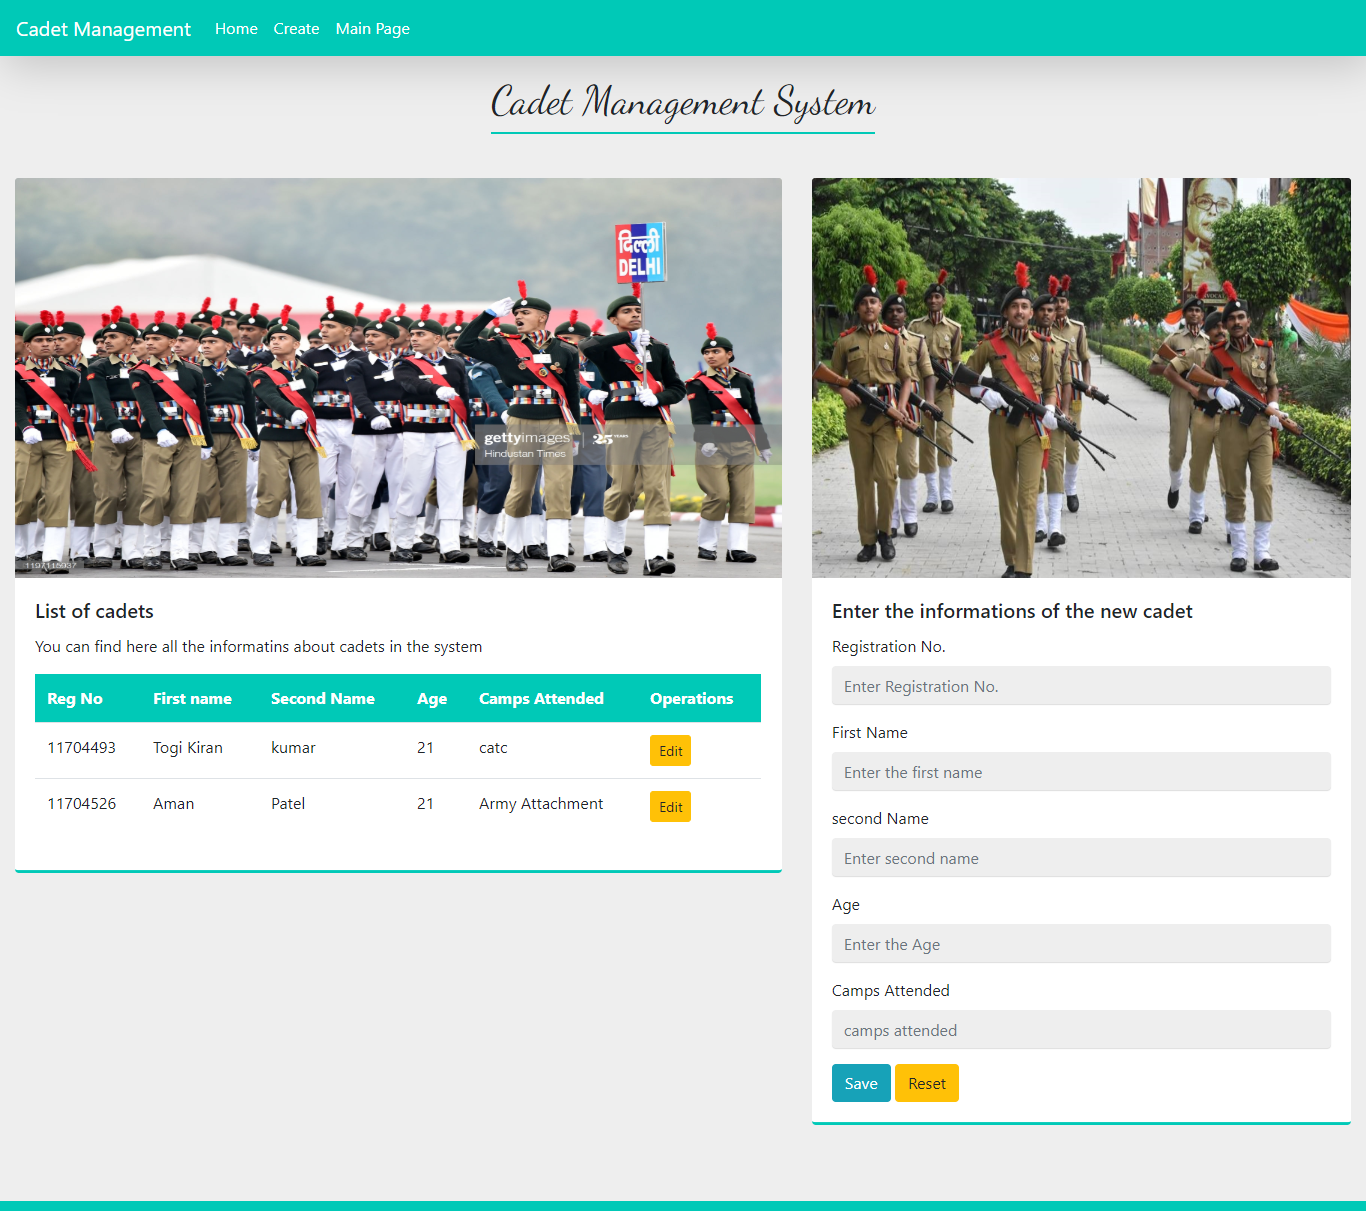 Cadet Management Home Create Main Page
Cadet Management System
दिल्ली
DELHI
gettyimages 25 YEARS
Hindustan Times
1197115937
List of cadets
You can find here all the informatins about cadets in the system
Reg No First name Second Name Age Camps Attended Operations
11704493 Togi Kiran kumar 21 catc Edit
11704526 Aman Patel 21 Army Attachment Edit
Enter the informations of the new cadet
Registration No.
Enter Registration No.
First Name
Enter the first name
second Name
Enter second name
Age
Enter the Age
Camps Attended
camps attended
Save Reset